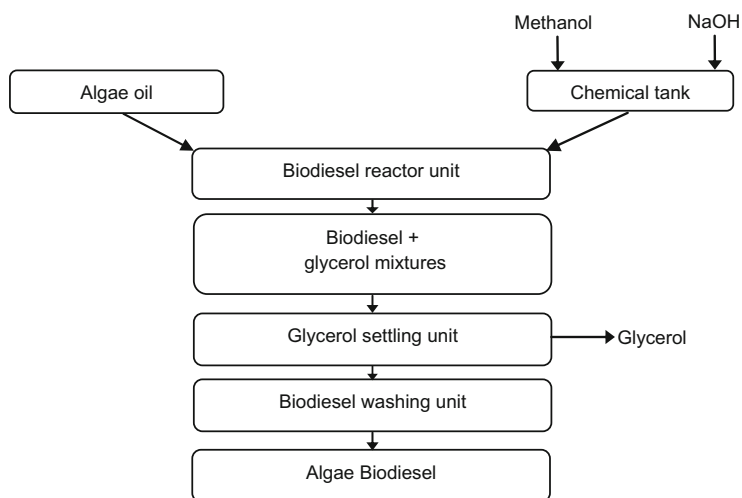 Methanol
NaOH
Algae oil
Chemical tank
Biodiesel reactor unit
Biodiesel +
glycerol mixtures
Glycerol settling unit
Glycerol
Biodiesel washing unit
Algae Biodiesel